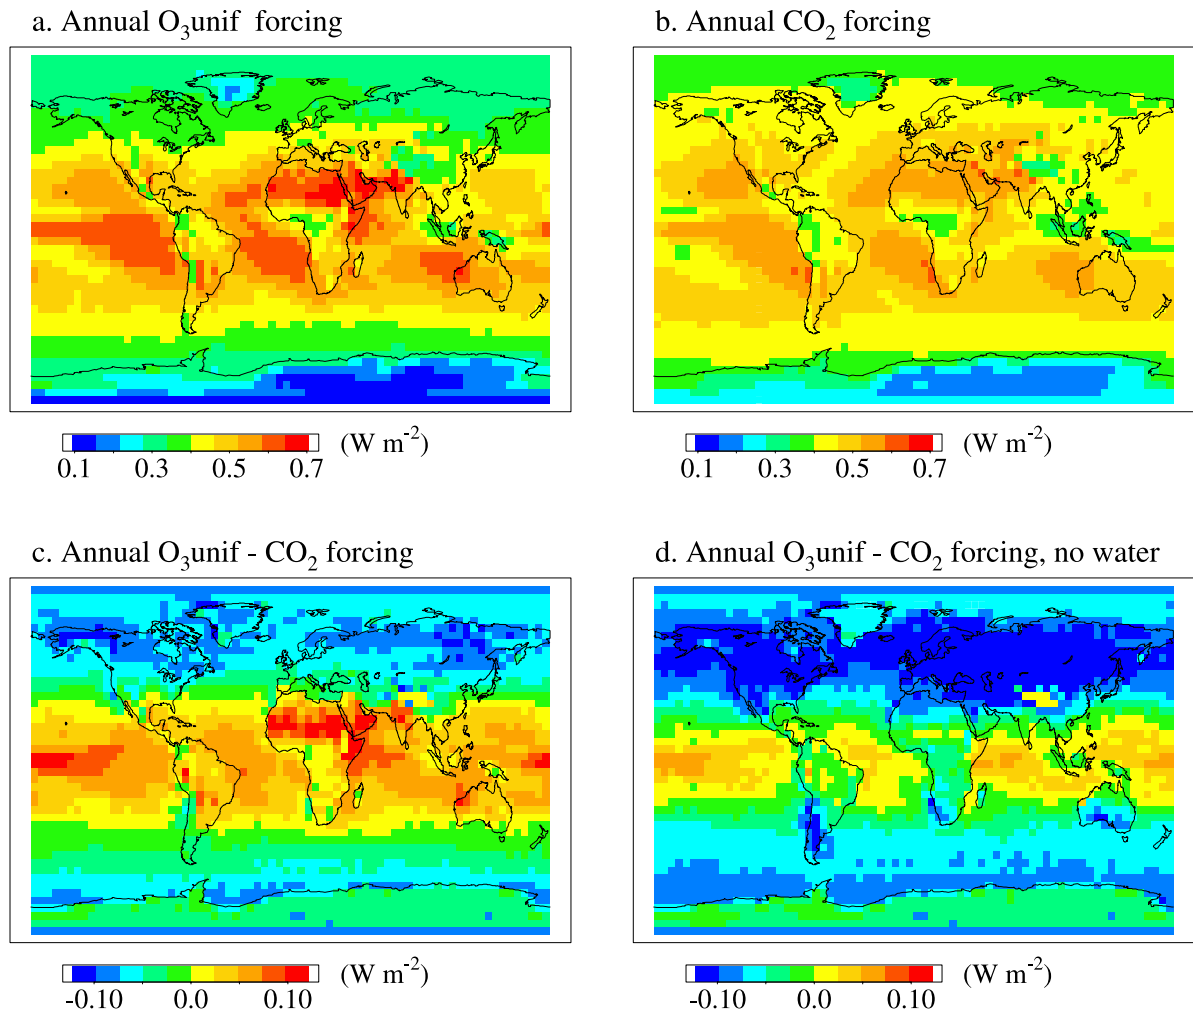 a. Annual O₃unif forcing
b. Annual CO₂ forcing
0.1 0.3 0.5 0.7 (W m⁻²)
0.1 0.3 0.5 0.7 (W m⁻²)
c. Annual O₃unif - CO₂ forcing
d. Annual O₃unif - CO₂ forcing, no water
-0.10 0.0 0.10 (W m⁻²)
-0.10 0.0 0.10 (W m⁻²)